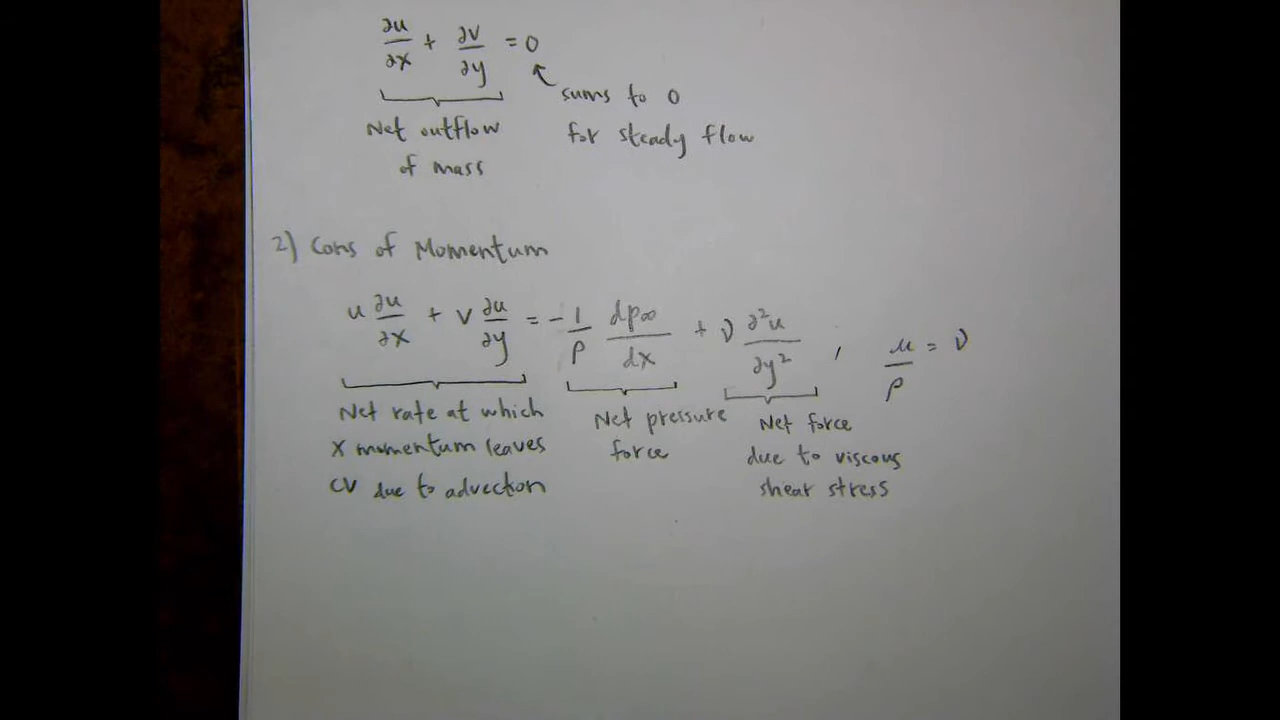 ∂u/∂x + ∂v/∂y = 0
sums to 0
Net outflow for steady flow
of mass
2) Cons of Momentum
u ∂u/∂x + v ∂u/∂y = - 1/ρ dp∞/dx + ν ∂²u/∂y² , μ/ρ = ν
Net rate at which Net pressure Net force
x momentum leaves force due to viscous
CV due to advection shear stress